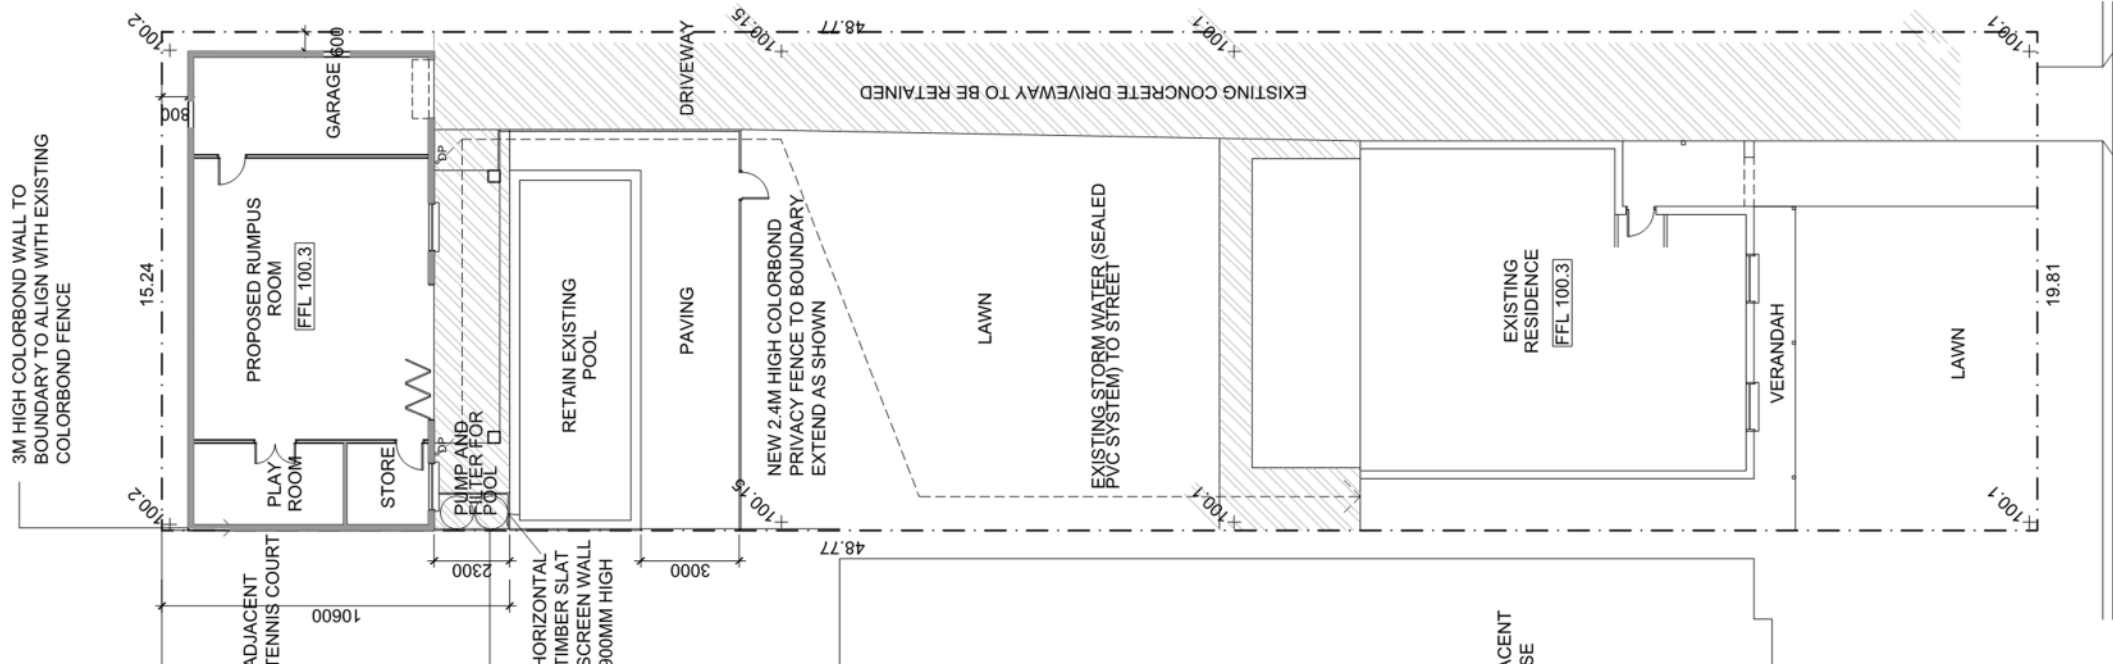 3M HIGH COLORBOND WALL TO
BOUNDARY TO ALIGN WITH EXISTING
COLORBOND FENCE
100.2
15.24
100.2
800
600
GARAGE
PROPOSED RUMPUS
ROOM
FFL 100.3
PLAY
ROOM
STORE
DP
DP
PUMP AND
FILTER FOR
POOL
RETAIN EXISTING
POOL
PAVING
DRIVEWAY
100.15
48.77
EXISTING CONCRETE DRIVEWAY TO BE RETAINED
NEW 2.4M HIGH COLORBOND
PRIVACY FENCE TO BOUNDARY
EXTEND AS SHOWN
100.15
48.77
LAWN
EXISTING STORM WATER (SEALED
PVC SYSTEM) TO STREET
100.1
100.1
EXISTING
RESIDENCE
FFL 100.3
VERANDAH
LAWN
100.1
100.1
19.81
2300
3000
10600
ADJACENT
TENNIS COURT
HORIZONTAL
TIMBER SLAT
SCREEN WALL
900MM HIGH
ACENT
SE